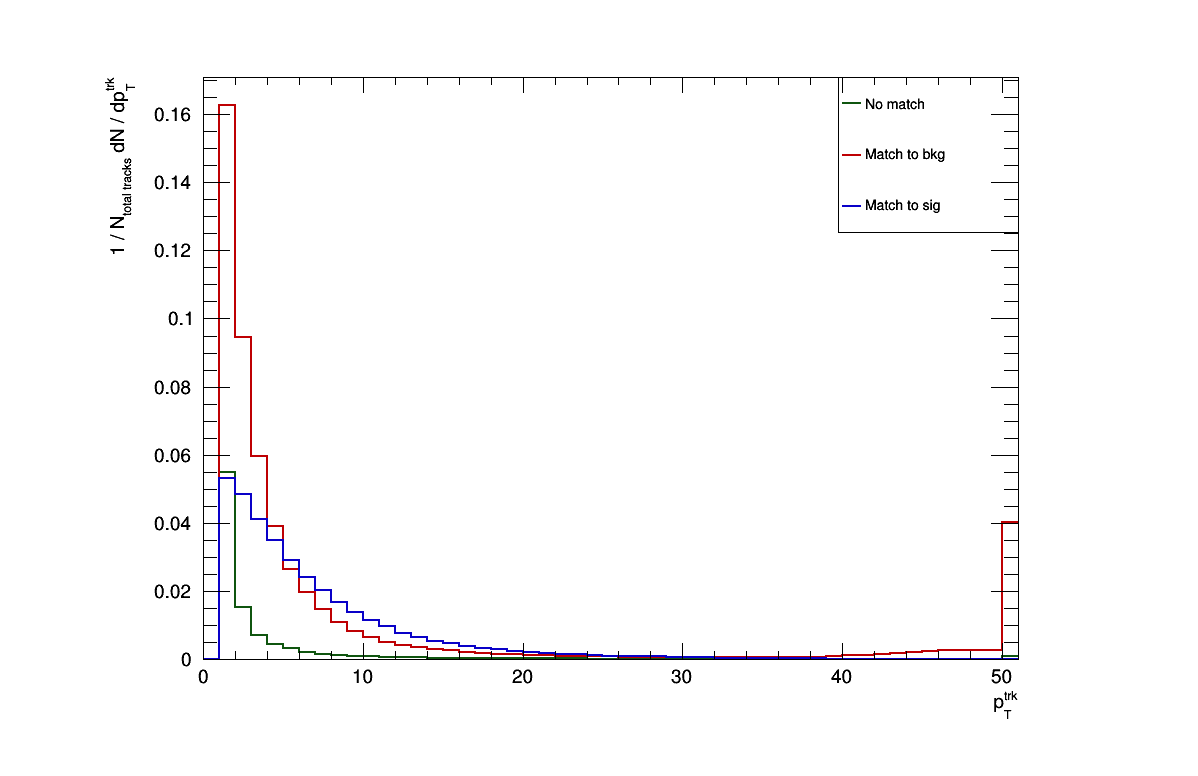 1 / N_total tracks dN / dp_T^trk
0.16
0.14
0.12
0.1
0.08
0.06
0.04
0.02
0
No match
Match to bkg
Match to sig
0 10 20 30 40 50
p_T^trk